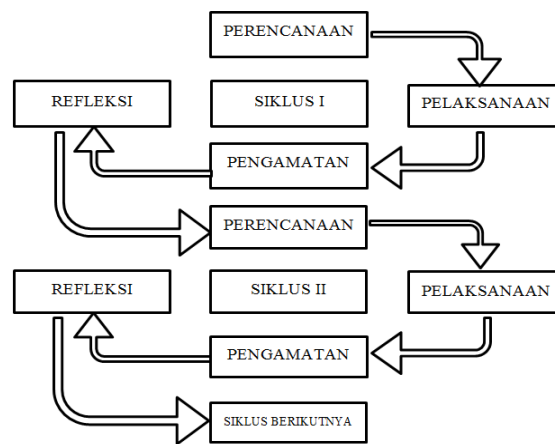 PERENCANAAN
REFLEKSI
SIKLUS I
PELAKSANAAN
PENGAMATAN
PERENCANAAN
REFLEKSI
SIKLUS II
PELAKSANAAN
PENGAMATAN
SIKLUS BERIKUTNYA